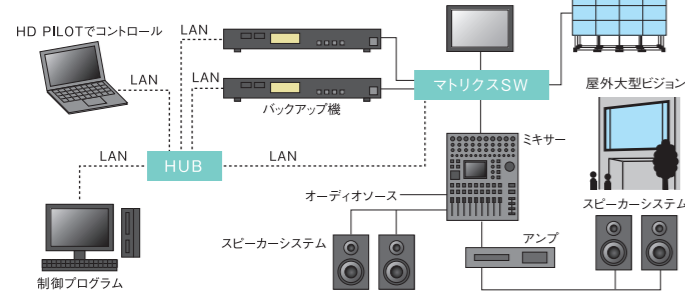 HD PILOTでコントロール
LAN
LAN
LAN
バックアップ機
マトリクスSW
屋外大型ビジョン
LAN
HUB
LAN
ミキサー
オーディオソース
スピーカーシステム
スピーカーシステム
アンプ
制御プログラム